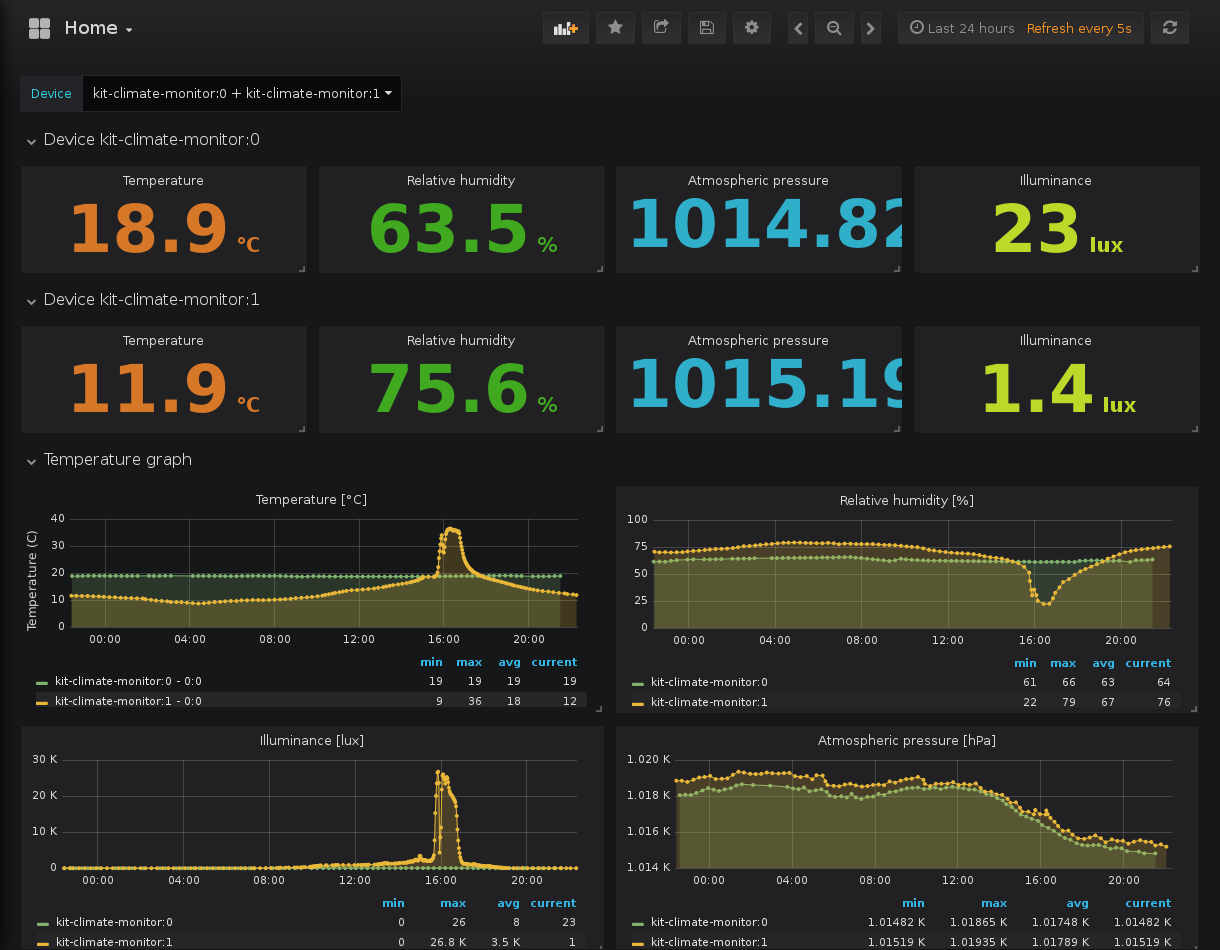 Home
Last 24 hours Refresh every 5s
Device kit-climate-monitor:0 + kit-climate-monitor:1
Device kit-climate-monitor:0
Temperature Relative humidity Atmospheric pressure Illuminance
18.9 °C 63.5 % 1014.82 23 lux
Device kit-climate-monitor:1
Temperature Relative humidity Atmospheric pressure Illuminance
11.9 °C 75.6 % 1015.19 1.4 lux
Temperature graph
Temperature [°C]
Temperature (C)
40
30
20
10
0
00:00 04:00 08:00 12:00 16:00 20:00
min max avg current
kit-climate-monitor:0 - 0:0 19 19 19 19
kit-climate-monitor:1 - 0:0 9 36 18 12
Relative humidity [%]
100
75
50
25
0
00:00 04:00 08:00 12:00 16:00 20:00
min max avg current
kit-climate-monitor:0 61 66 63 64
kit-climate-monitor:1 22 79 67 76
Illuminance [lux]
30 K
20 K
10 K
0
00:00 04:00 08:00 12:00 16:00 20:00
min max avg current
kit-climate-monitor:0 0 26 8 23
kit-climate-monitor:1 0 26.8 K 3.5 K 1
Atmospheric pressure [hPa]
1.020 K
1.018 K
1.016 K
1.014 K
00:00 04:00 08:00 12:00 16:00 20:00
min max avg current
kit-climate-monitor:0 1.01482 K 1.01865 K 1.01748 K 1.01482 K
kit-climate-monitor:1 1.01519 K 1.01935 K 1.01789 K 1.01519 K